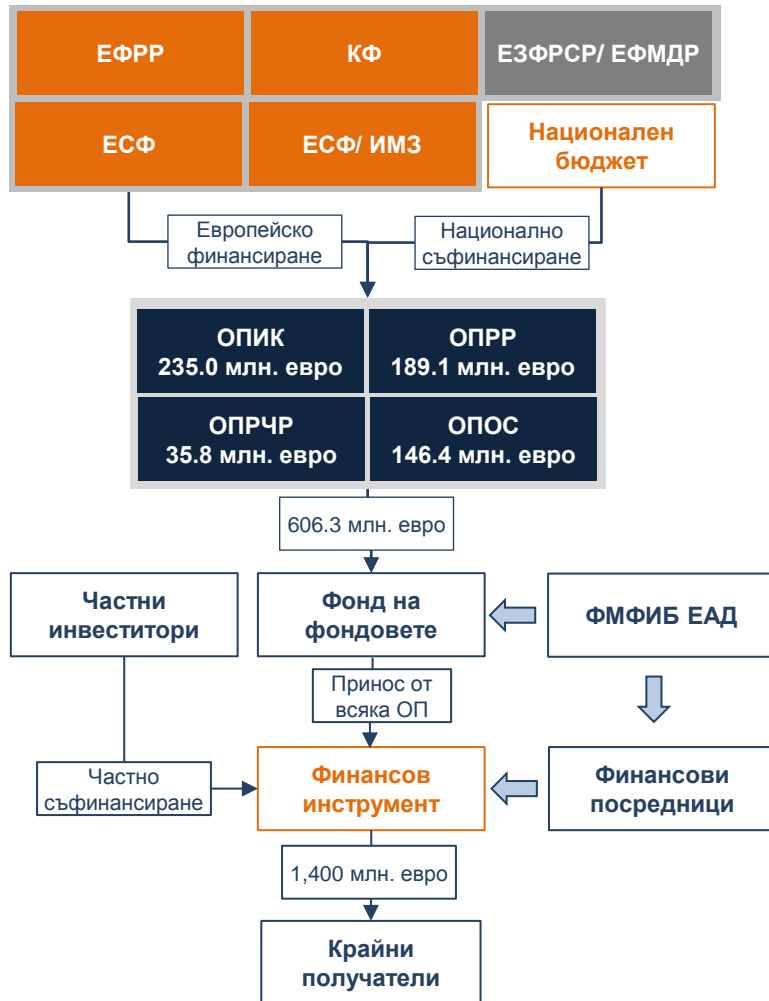 ЕФРР
КФ
ЕЗФРСР/ ЕФМДР
ЕСФ
ЕСФ/ ИМЗ
Национален
бюджет
Европейско
финансиране
Национално
съфинансиране
ОПИК
235.0 млн. евро
ОПРР
189.1 млн. евро
ОПРЧР
35.8 млн. евро
ОПОС
146.4 млн. евро
606.3 млн. евро
Частни
инвеститори
Фонд на
фондовете
ФМФИБ ЕАД
Принос от
всяка ОП
Частно
съфинансиране
Финансов
инструмент
Финансови
посредници
1,400 млн. евро
Крайни
получатели